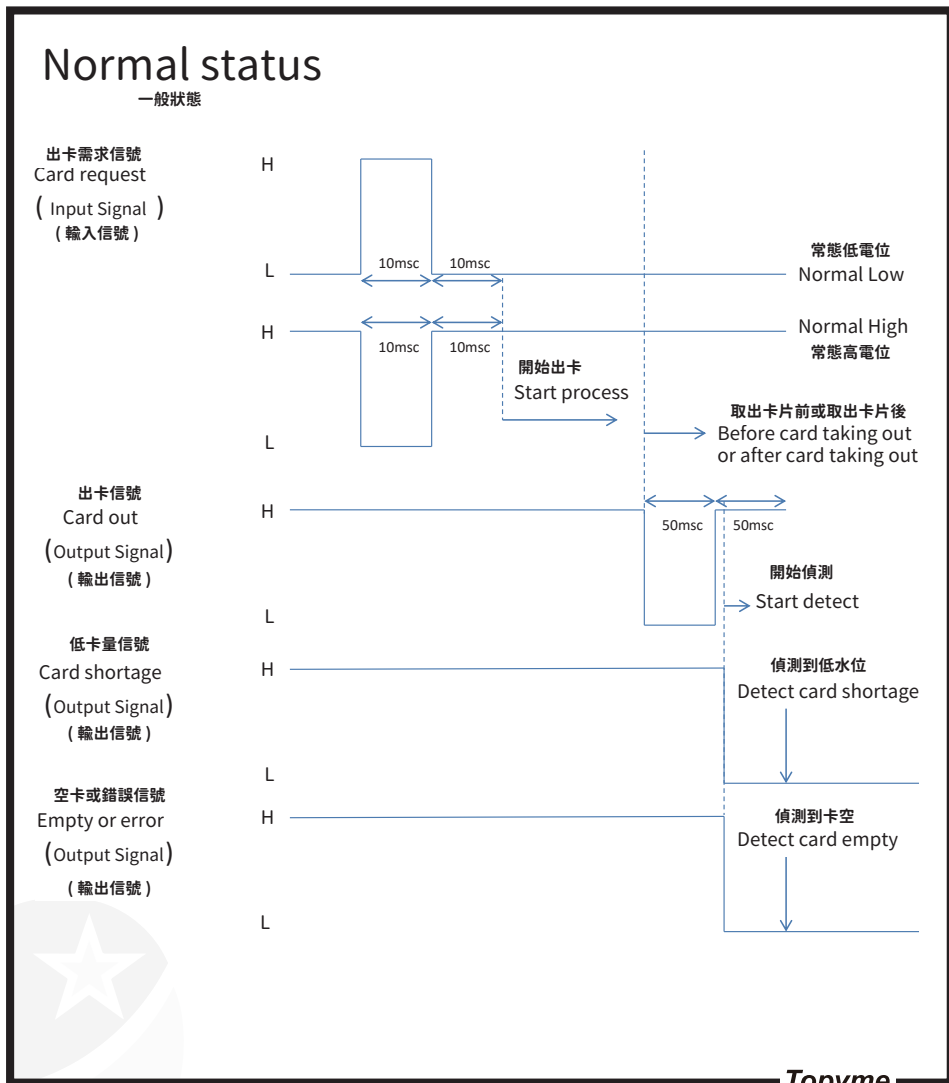 Normal status
一般狀態
出卡需求信號
Card request
( Input Signal )
( 輸入信號 )
H
L
10msc 10msc
常態低電位
Normal Low
H
L
10msc 10msc
Normal High
常態高電位
開始出卡
Start process
取出卡片前或取出卡片後
Before card taking out
or after card taking out
出卡信號
Card out
(Output Signal)
( 輸出信號 )
H
L
50msc 50msc
開始偵測
Start detect
低卡量信號
Card shortage
(Output Signal)
( 輸出信號 )
H
L
偵測到低水位
Detect card shortage
空卡或錯誤信號
Empty or error
(Output Signal)
( 輸出信號 )
H
L
偵測到卡空
Detect card empty
Topvme